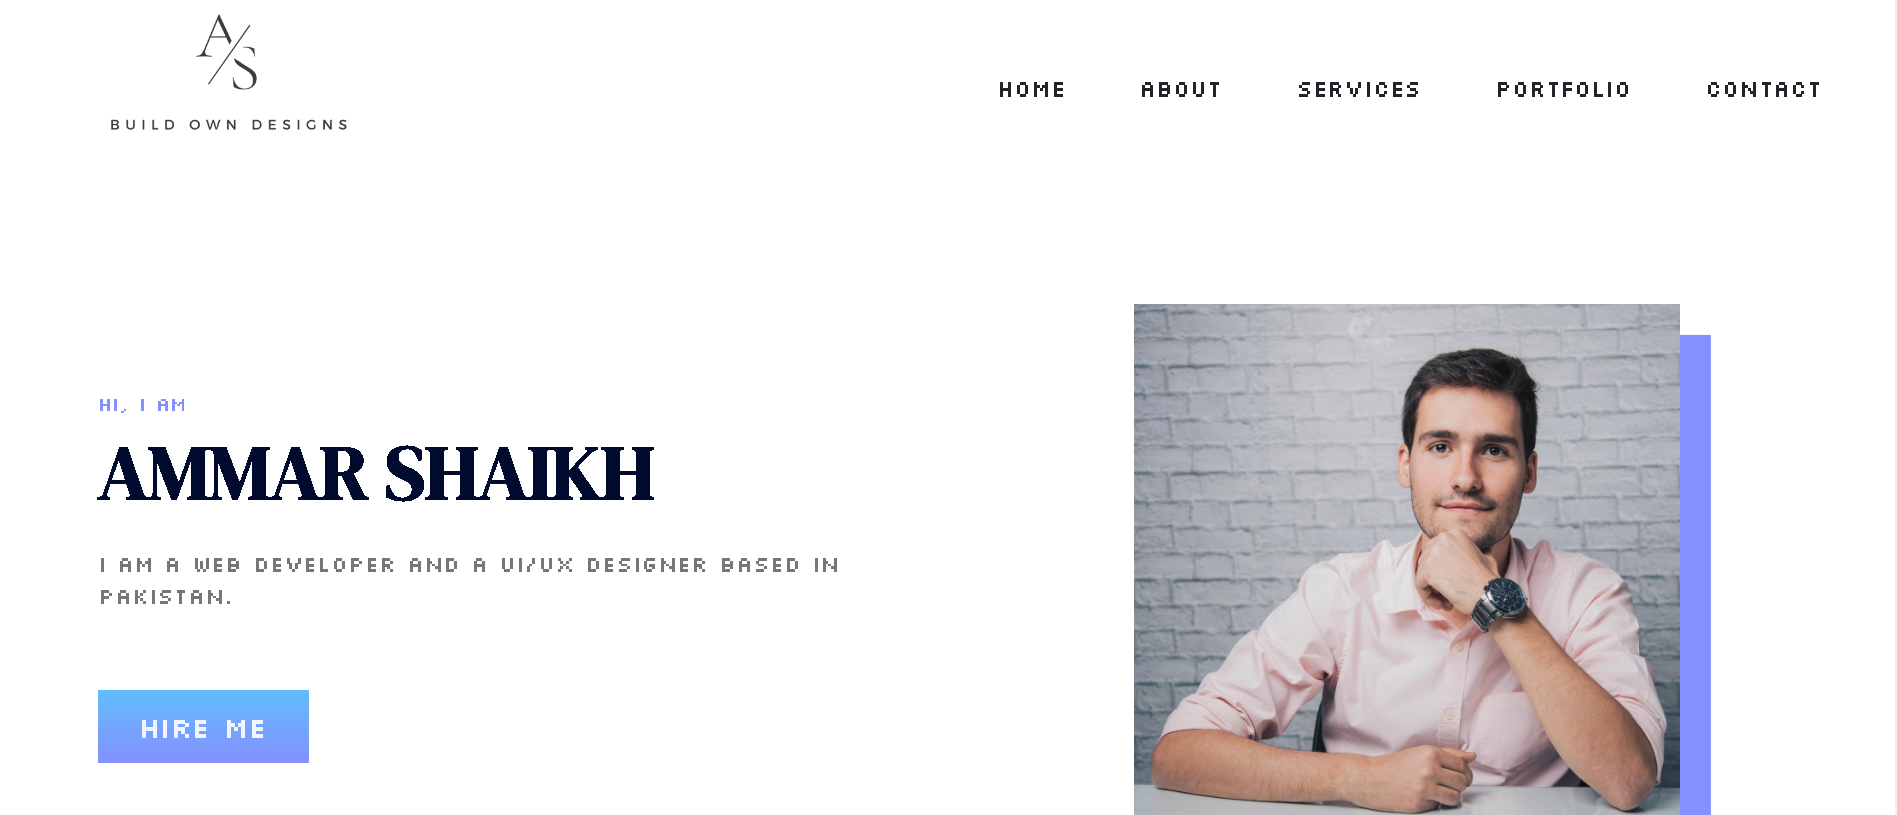 A/S
BUILD OWN DESIGNS
HOME ABOUT SERVICES PORTFOLIO CONTACT
HI, I AM
AMMAR SHAIKH
I AM A WEB DEVELOPER AND A UI/UX DESIGNER BASED IN
PAKISTAN.
HIRE ME